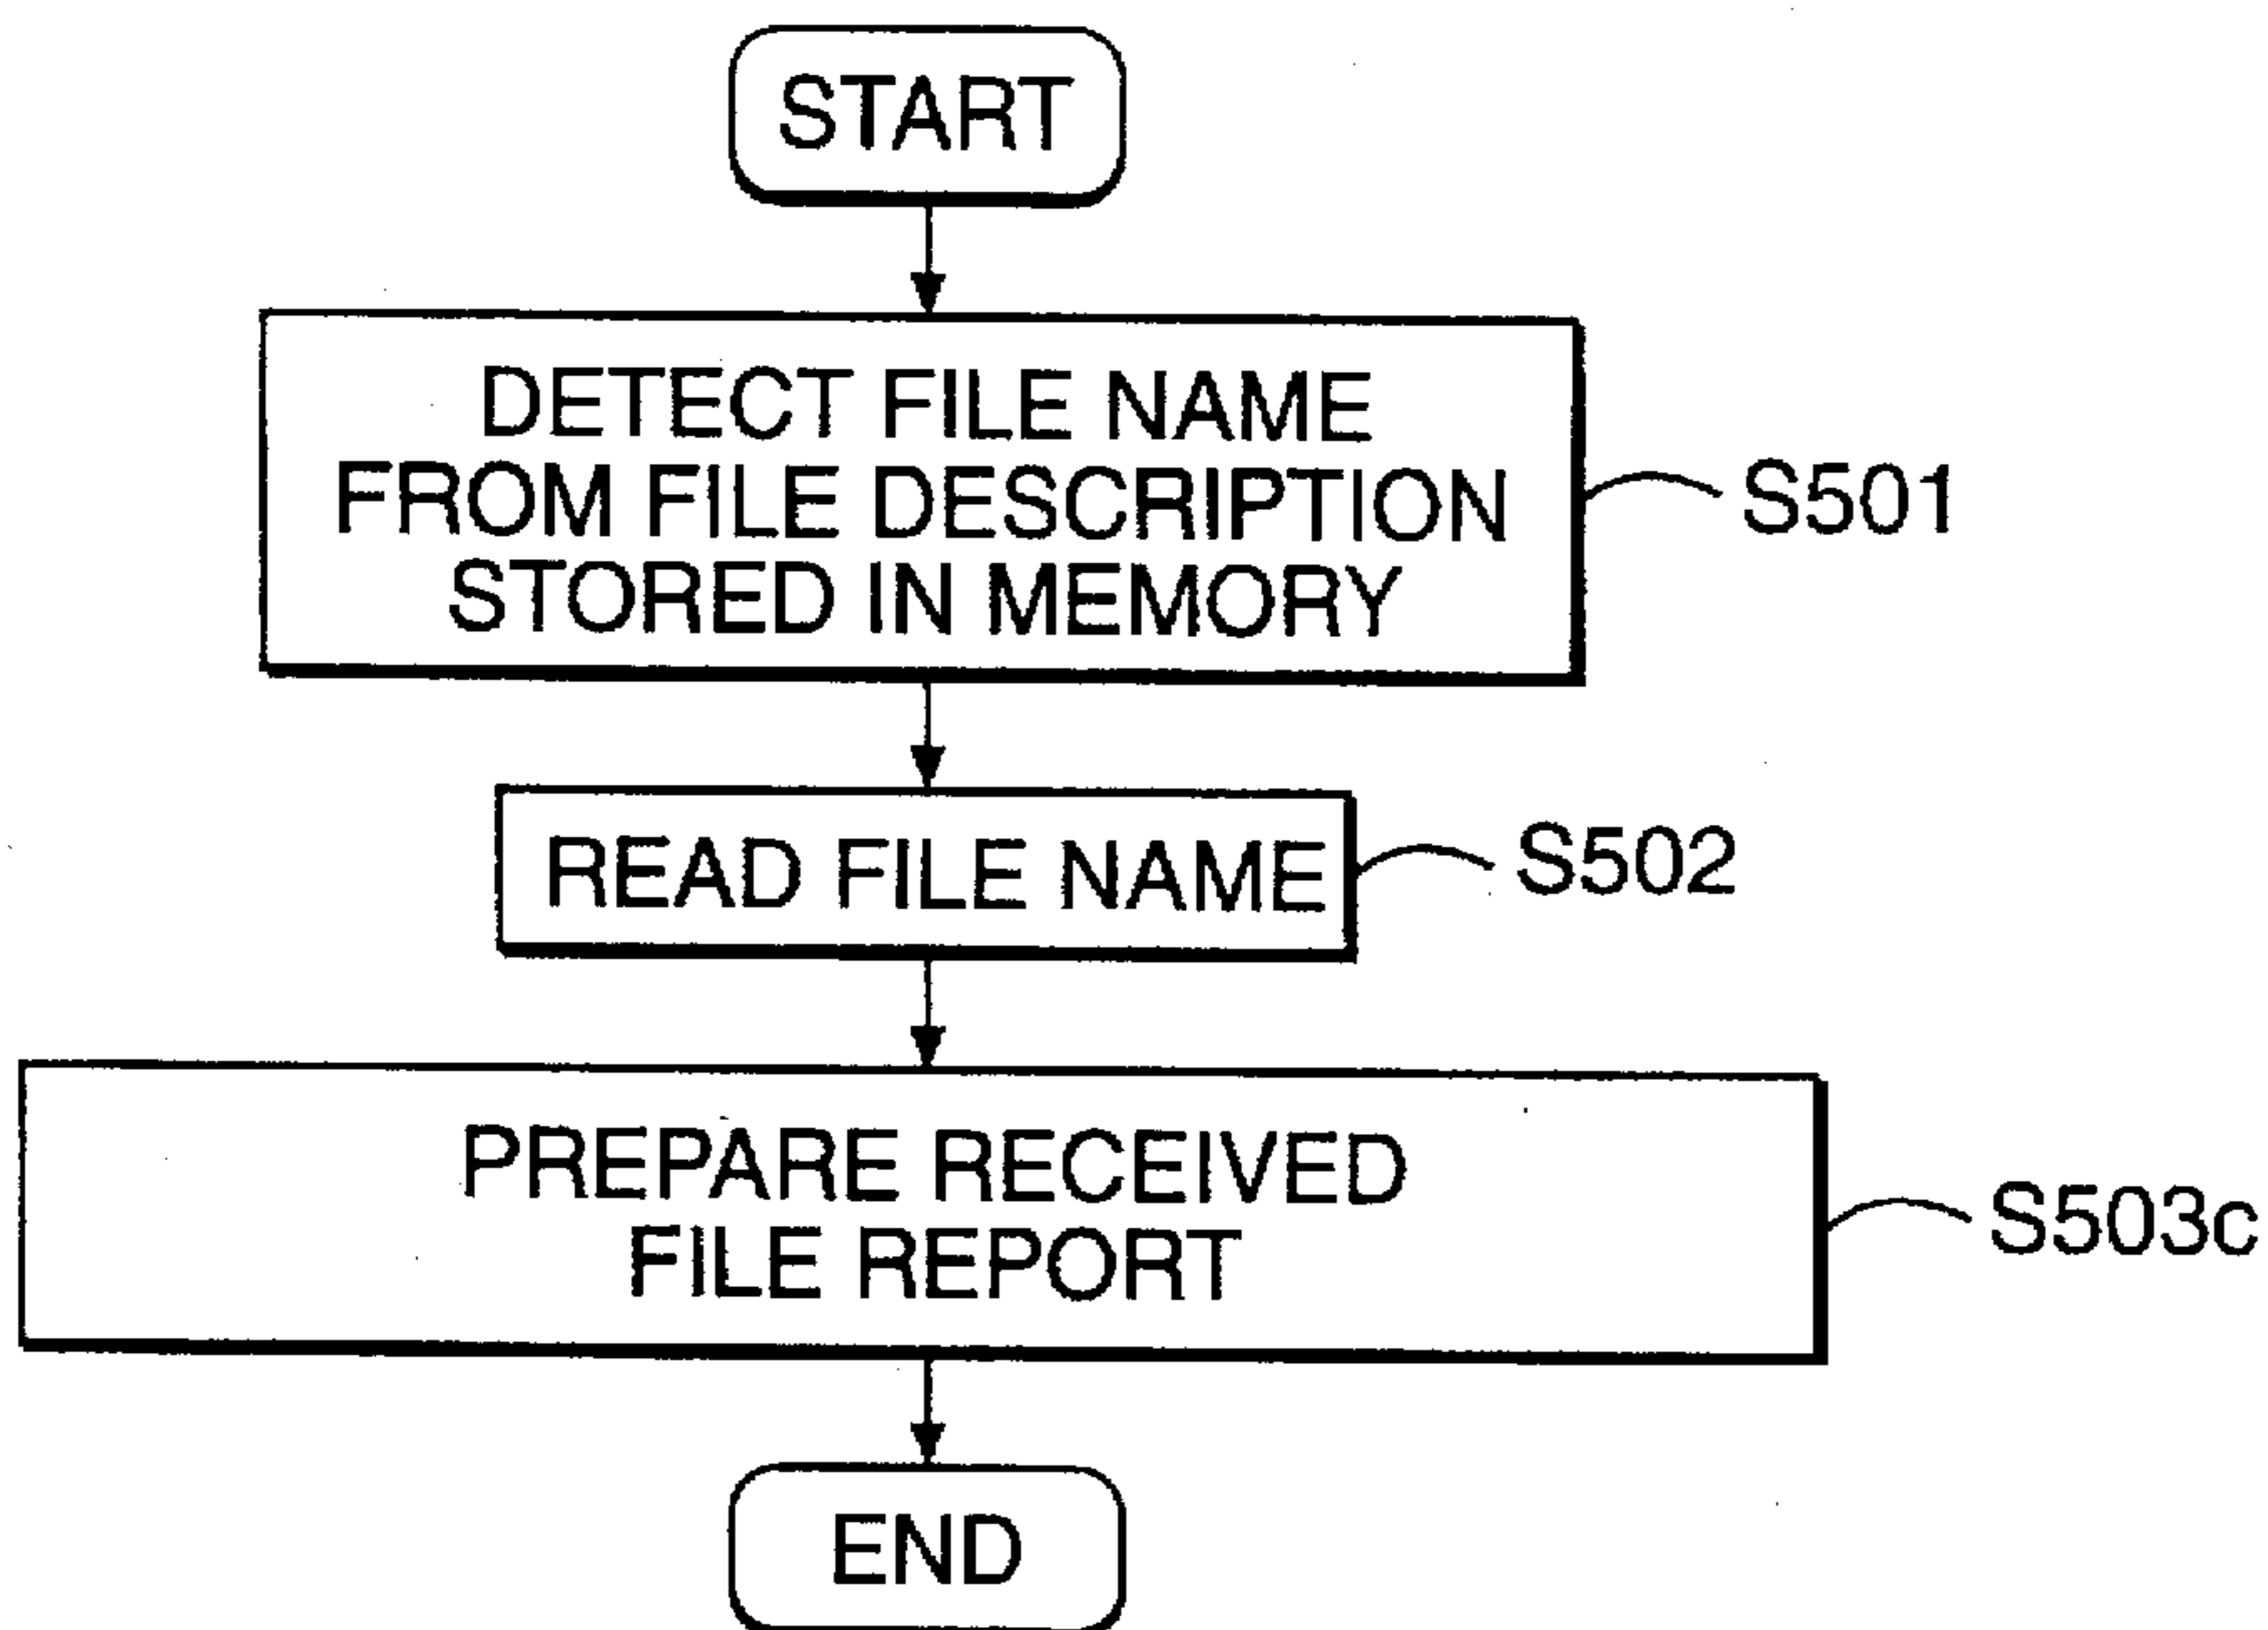 START
DETECT FILE NAME
FROM FILE DESCRIPTION
STORED IN MEMORY
S501
READ FILE NAME
S502
PREPARE RECEIVED
FILE REPORT
S503c
END